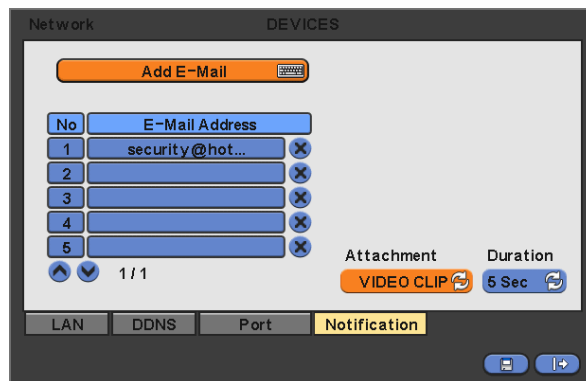 Network DEVICES
Add E-Mail
No E-Mail Address
1 security@hot...
2
3
4
5
1/1
Attachment Duration
VIDEO CLIP 5 Sec
LAN DDNS Port Notification